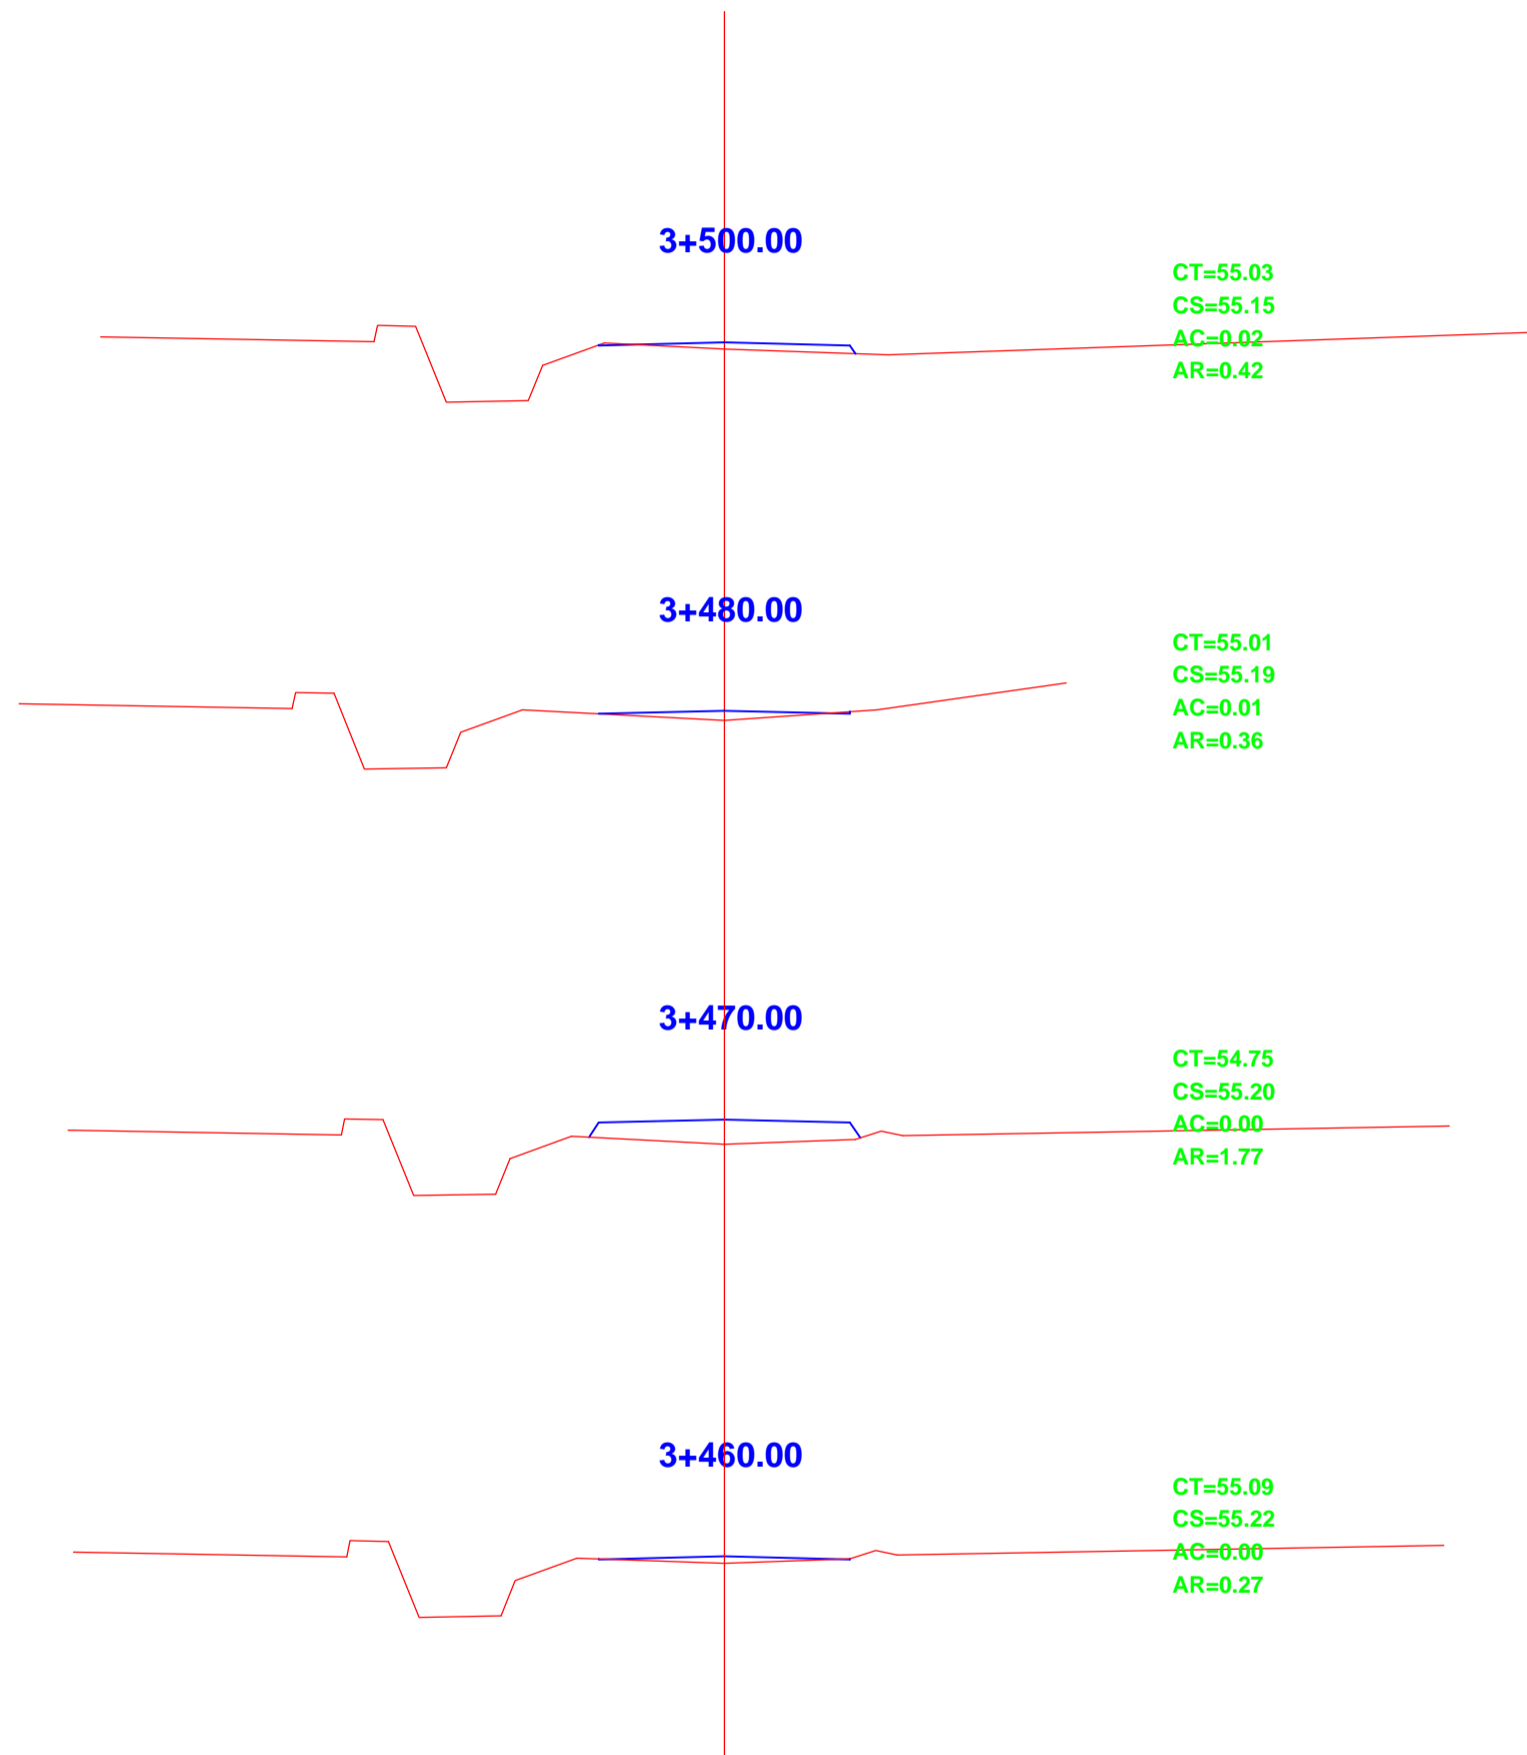 3+500.00
CT=55.03
CS=55.15
AC=0.02
AR=0.42
3+480.00
CT=55.01
CS=55.19
AC=0.01
AR=0.36
3+470.00
CT=54.75
CS=55.20
AC=0.00
AR=1.77
3+460.00
CT=55.09
CS=55.22
AC=0.00
AR=0.27